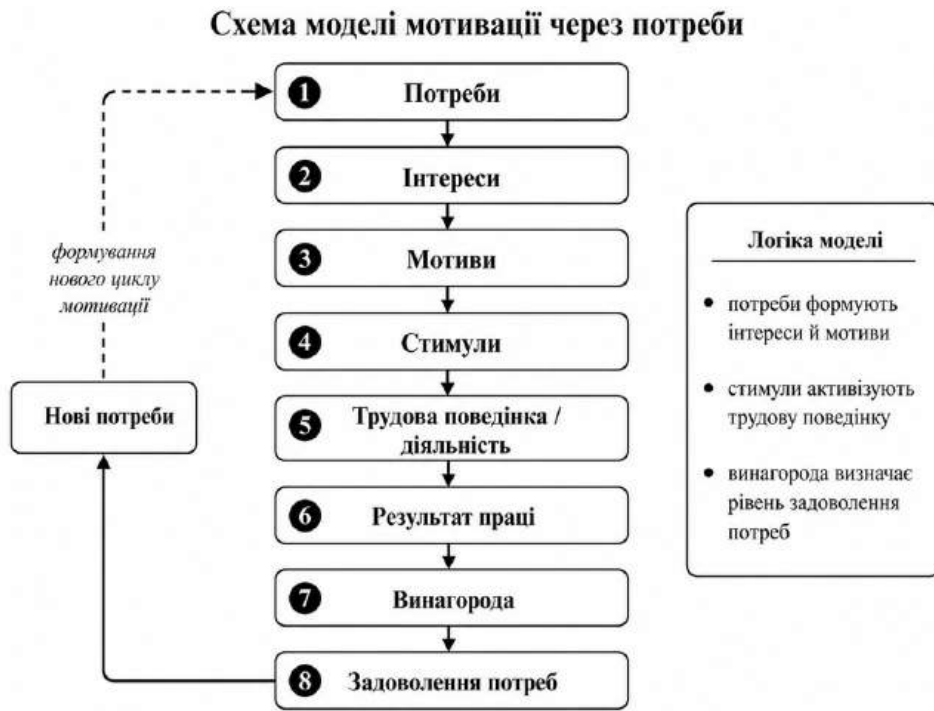 Схема моделі мотивації через потреби
1 Потреби
2 Інтереси
3 Мотиви
4 Стимули
5 Трудова поведінка /
діяльність
6 Результат праці
7 Винагорода
8 Задоволення потреб
формування
нового циклу
мотивації
Нові потреби
Логіка моделі
• потреби формують
інтереси й мотиви
• стимули активізують
трудову поведінку
• винагорода визначає
рівень задоволення
потреб